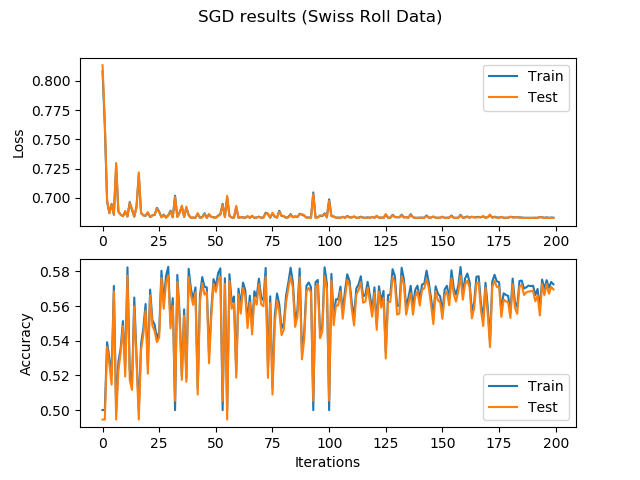 SGD results (Swiss Roll Data)
0.800
0.775
0.750
0.725
0.700
Loss
Train
Test
0 25 50 75 100 125 150 175 200
0.58
0.56
0.54
0.52
0.50
Accuracy
Train
Test
0 25 50 75 100 125 150 175 200
Iterations